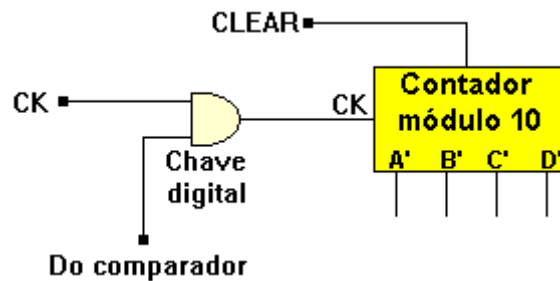 CLEAR
CK
CK
Contador
módulo 10
A' B' C' D'
Chave
digital
Do comparador